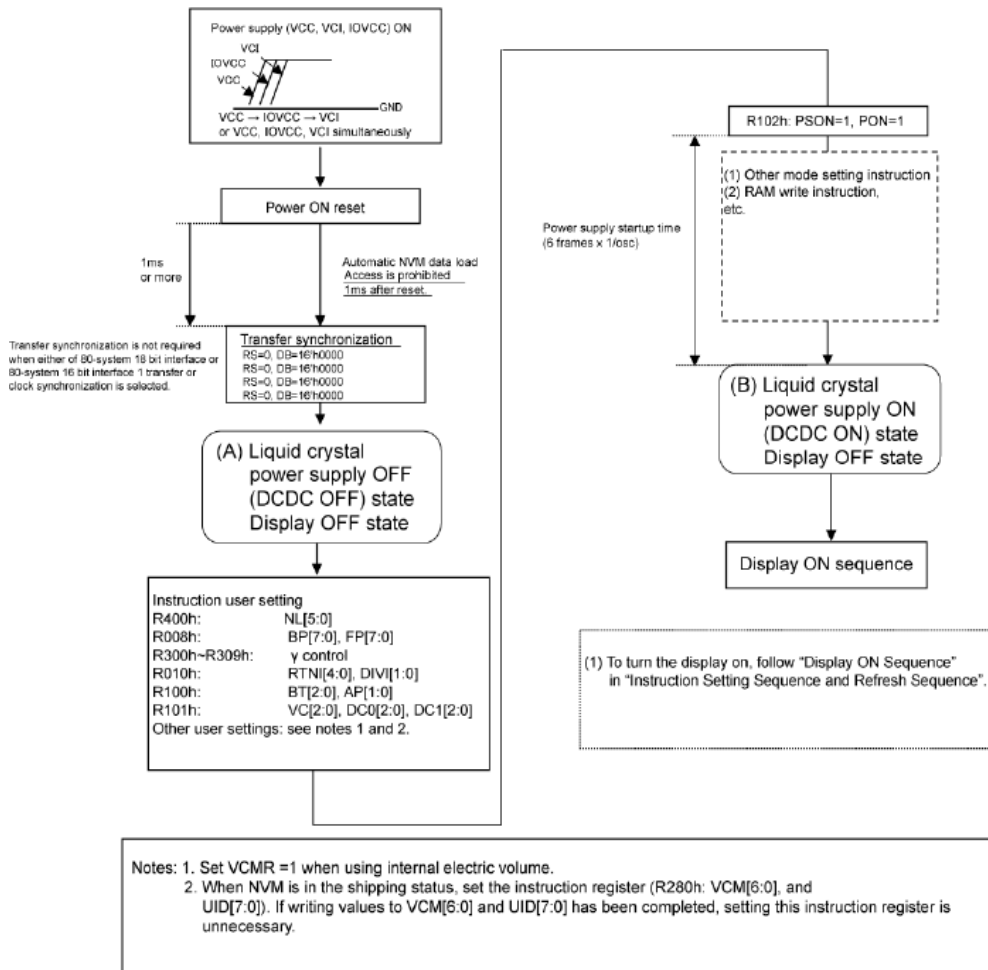 Power supply (VCC, VCI, IOVCC) ON
VCI
IOVCC
VCC
GND
VCC → IOVCC → VCI
or VCC, IOVCC, VCI simultaneously
Power ON reset
1ms
or more
Automatic NVM data load
Access is prohibited
1ms after reset.
Transfer synchronization is not required
when either of 80-system 18 bit interface or
80-system 16 bit interface 1 transfer or
clock synchronization is selected.
Transfer synchronization
RS=0, DB=16'h0000
RS=0, DB=16'h0000
RS=0, DB=16'h0000
RS=0, DB=16'h0000
(A) Liquid crystal
power supply OFF
(DCDC OFF) state
Display OFF state
Instruction user setting
R400h: NL[5:0]
R008h: BP[7:0], FP[7:0]
R300h~R309h: γ control
R010h: RTNI[4:0], DIVI[1:0]
R100h: BT[2:0], AP[1:0]
R101h: VC[2:0], DC0[2:0], DC1[2:0]
Other user settings: see notes 1 and 2.
R102h: PSON=1, PON=1
(1) Other mode setting instruction
(2) RAM write instruction,
etc.
Power supply startup time
(6 frames x 1/osc)
(B) Liquid crystal
power supply ON
(DCDC ON) state
Display OFF state
Display ON sequence
(1) To turn the display on, follow “Display ON Sequence”
in “Instruction Setting Sequence and Refresh Sequence”.
Notes: 1. Set VCMR =1 when using internal electric volume.
2. When NVM is in the shipping status, set the instruction register (R280h: VCM[6:0], and
UID[7:0]). If writing values to VCM[6:0] and UID[7:0] has been completed, setting this instruction register is
unnecessary.